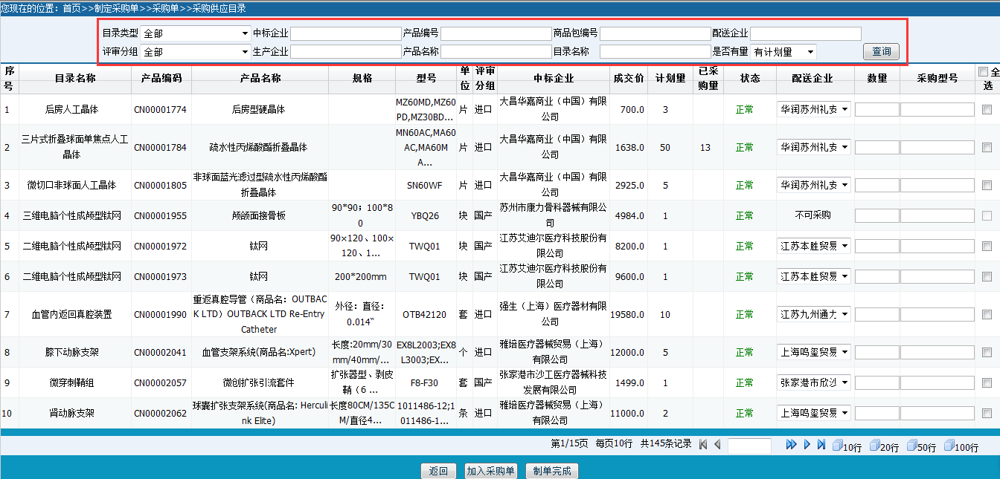 您现在的位置：首页>>制定采购单>>采购单>>采购供应目录
目录类型 全部 中标企业 产品编号 商品包编号 配送企业
评审分组 全部 生产企业 产品名称 目录名称 是否有量 有计划量 查询
序号 目录名称 产品编码 产品名称 规格 型号 单位 评审分组 中标企业 成交价 计划量 已采购量 状态 配送企业 数量 采购型号 全选
1 后房人工晶体 CN00001774 后房型硬晶体 MZ60MD,MZ60PD,MZ30BD... 片 进口 大昌华嘉商业（中国）有限公司 700.0 3 正常 华润苏州礼安
2 三片式折叠球面单焦点人工晶体 CN00001784 疏水性丙烯酸酯折叠晶体 MN60AC,MA60AC,MA60MA... 片 进口 大昌华嘉商业（中国）有限公司 1638.0 50 13 正常 华润苏州礼安
3 微切口非球面人工晶体 CN00001805 非球面蓝光滤过型疏水性丙烯酸酯折叠晶体 SN60WF 片 进口 大昌华嘉商业（中国）有限公司 2925.0 5 正常 华润苏州礼安
4 三维电脑个性成颅型钛网 CN00001955 颅颌面接骨板 90*90；100*80 YBQ26 块 国产 苏州市康力骨科器械有限公司 4984.0 1 正常 不可采购
5 二维电脑个性成颅型钛网 CN00001972 钛网 90×120、100×120、1... TWQ01 块 国产 江苏艾迪尔医疗科技股份有限公司 8200.0 1 正常 江苏本胜贸易
6 二维电脑个性成颅型钛网 CN00001973 钛网 200*200mm TWQ01 块 国产 江苏艾迪尔医疗科技股份有限公司 9600.0 1 正常 江苏本胜贸易
7 血管内返回真腔装置 CN00001990 重返真腔导管（商品名：OUTBACK LTD）OUTBACK LTD Re-Entry Catheter 外径：直径：0.014“ OTB42120 套 进口 强生（上海）医疗器材有限公司 19580.0 10 正常 江苏九州通力
8 膝下动脉支架 CN00002041 血管支架系统(商品名:Xpert) 长度:20mm/30mm/40mm/... EX8L2003;EX8L3003;EX... 个 进口 雅培医疗器械贸易（上海）有限公司 12000.0 5 正常 上海鸣玺贸易
9 微穿刺鞘组 CN00002057 微创扩张引流套件 扩张器型、剥皮鞘（6 ... F8-F30 套 国产 张家港市沙工医疗器械科技发展有限公司 1499.0 1 正常 张家港市欣沙
10 肾动脉支架 CN00002062 球囊扩张支架系统(商品名: Herculink Elite) 长度80CM/135CM/直径4... 1011486-12;1011486-1... 条 进口 雅培医疗器械贸易（上海）有限公司 11000.0 2 正常 上海鸣玺贸易
第1/15页 每页10行 共145条记录 10行 20行 50行 100行
返回 加入采购单 制单完成